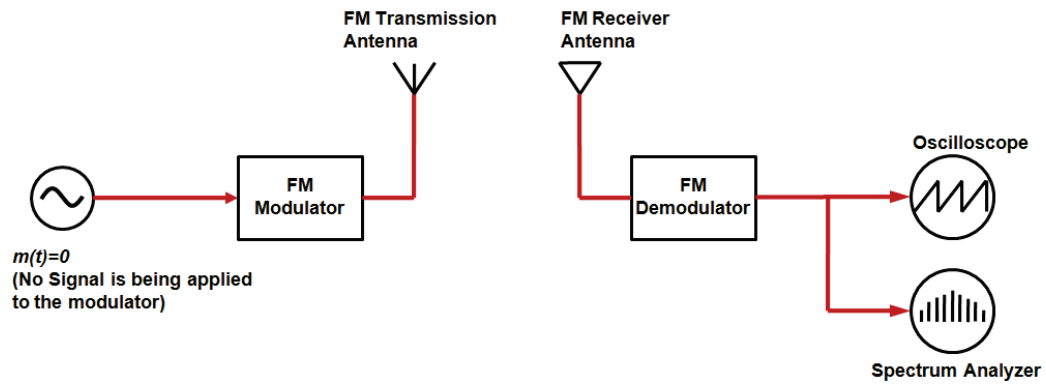 FM Transmission
Antenna
FM Receiver
Antenna
Oscilloscope
FM
Modulator
FM
Demodulator
m(t)=0
(No Signal is being applied
to the modulator)
Spectrum Analyzer